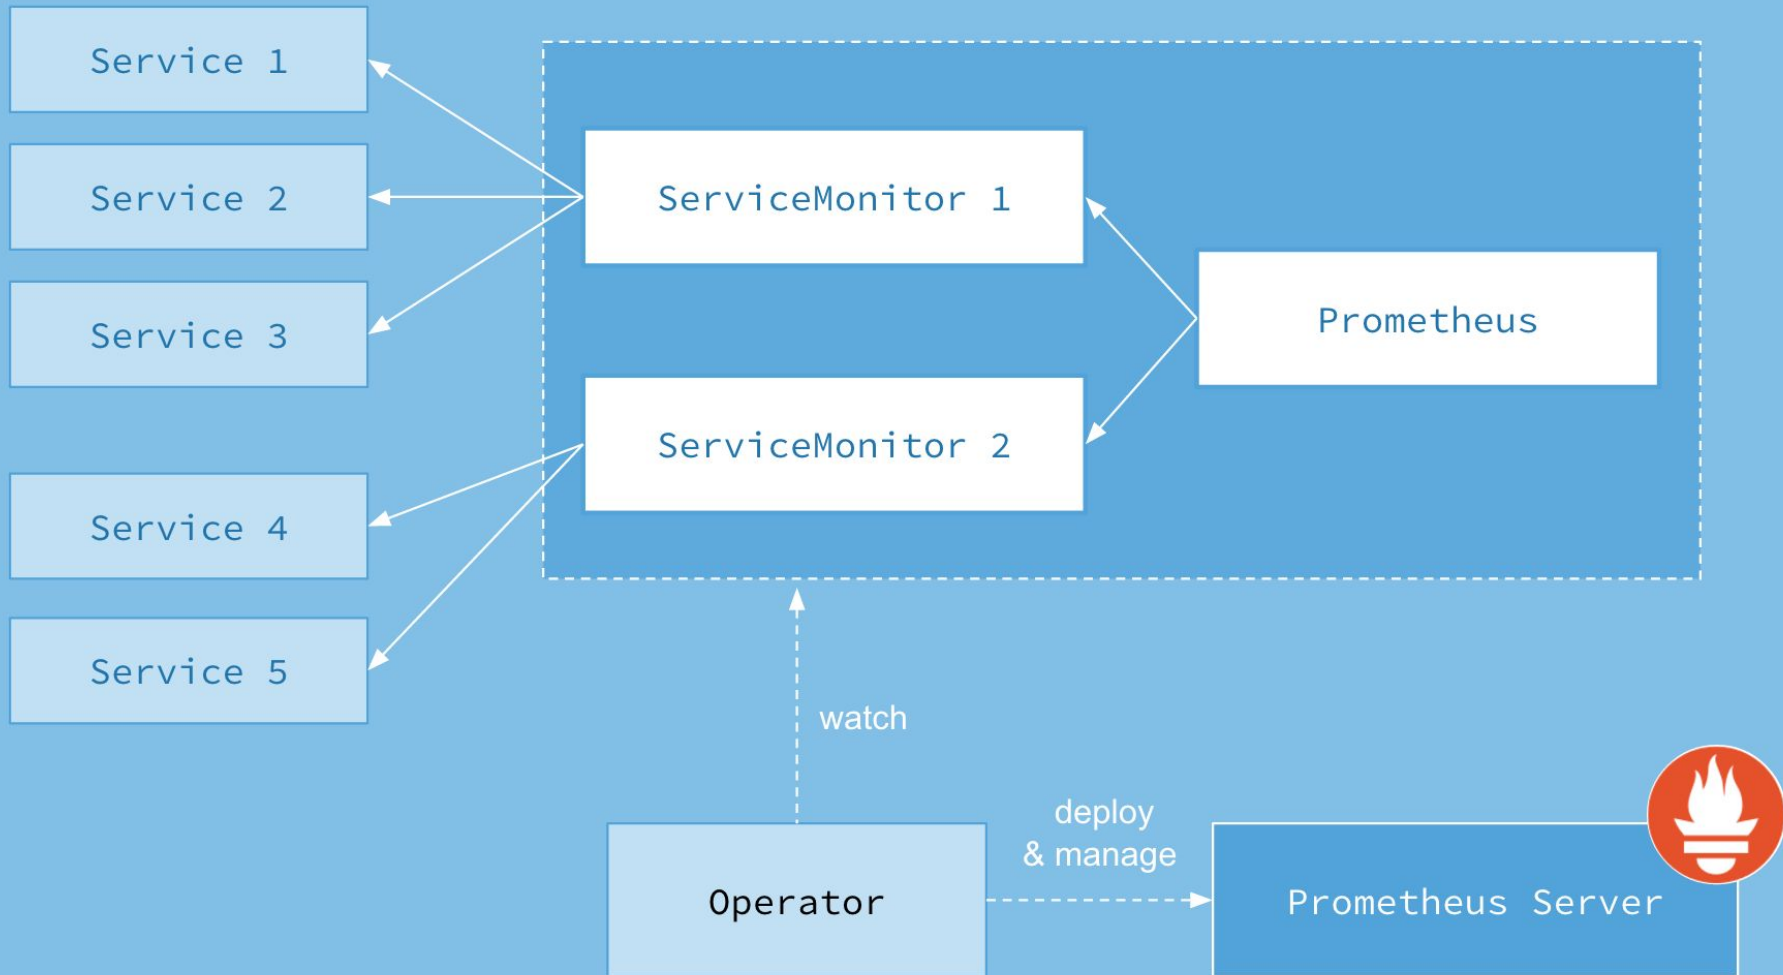 Service 1
Service 2
Service 3
Service 4
Service 5
ServiceMonitor 1
ServiceMonitor 2
Prometheus
watch
deploy
& manage
Operator
Prometheus Server